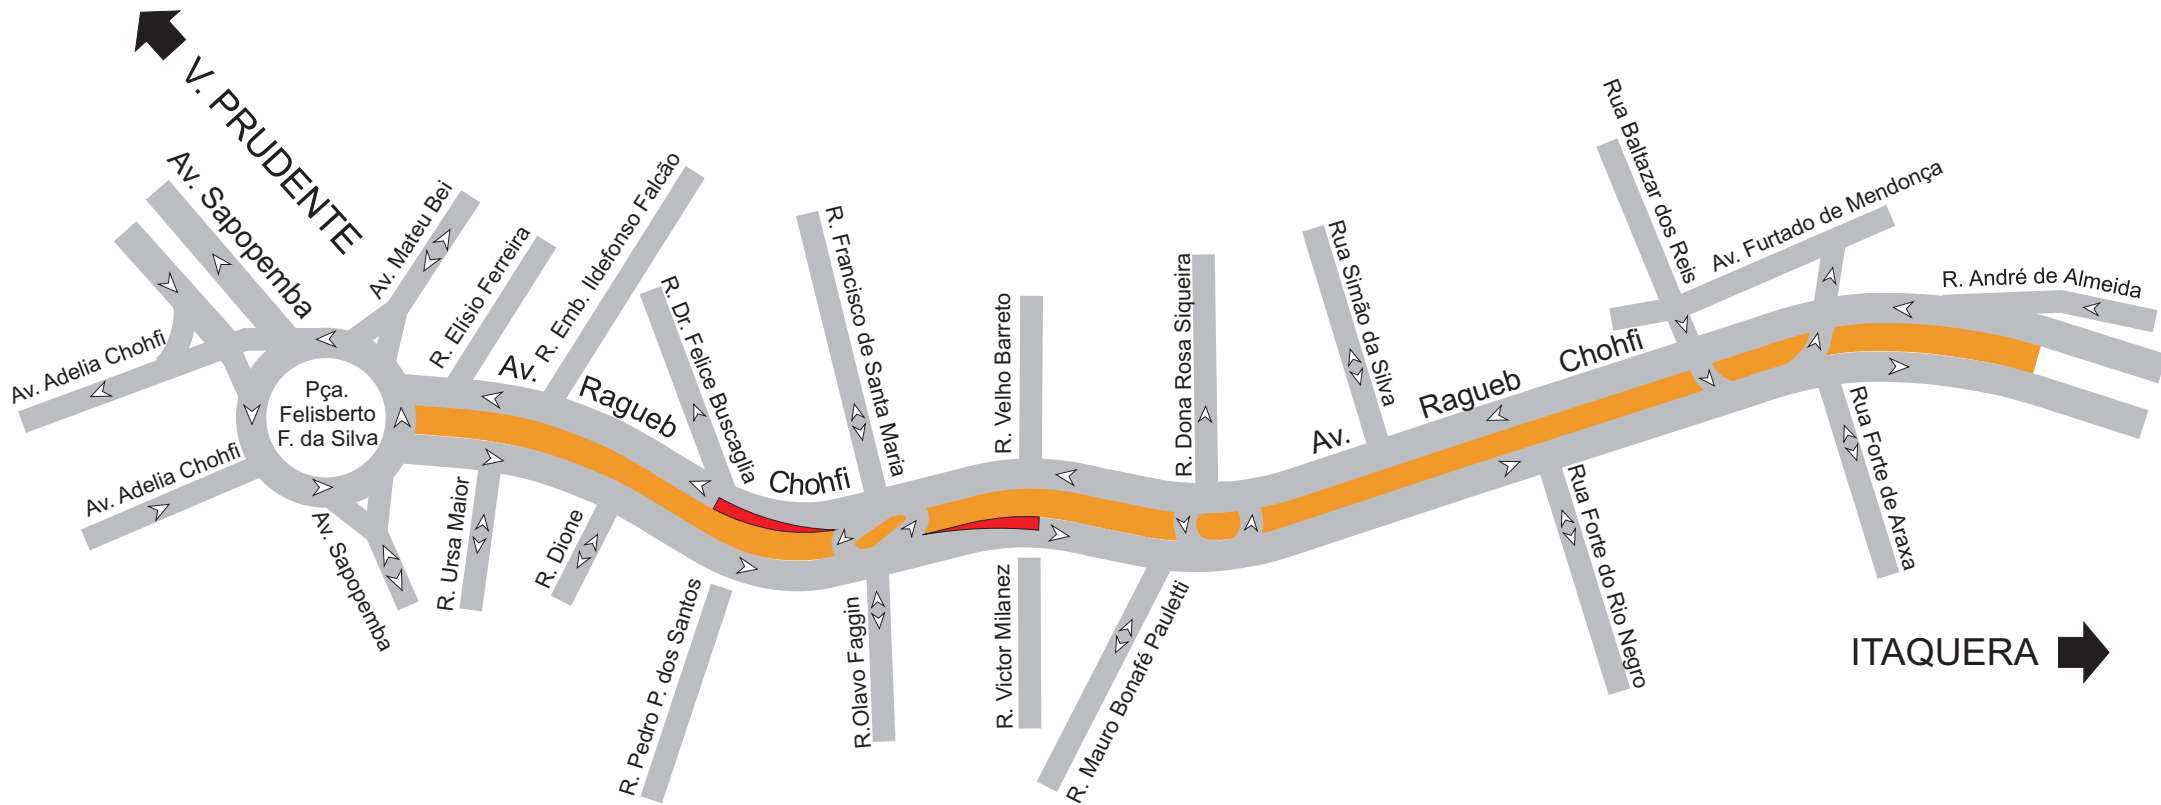 V. PRUDENTE
Av. Sapopemba
Av. Mateu Bei
R. Elísio Ferreira
Av.
R. Emb. Ildefonso Falcão
Ragueb
R. Dr. Felice Buscaglia
Chohfi
R. Francisco de Santa Maria
R. Velho Barreto
R. Dona Rosa Siqueira
Rua Simão da Silva
Av.
Ragueb
Chohfi
Rua Baltazar dos Reis
Av. Furtado de Mendonça
R. André de Almeida
Av. Adelia Chohfi
Pça.
Felisberto
F. da Silva
Av. Adelia Chohfi
Av. Sapopemba
R. Ursa Maior
R. Dione
R. Pedro P. dos Santos
R.Olavo Faggin
R. Victor Milanez
R. Mauro Bonafé Pauletti
Rua Forte do Rio Negro
Rua Forte de Araxa
ITAQUERA